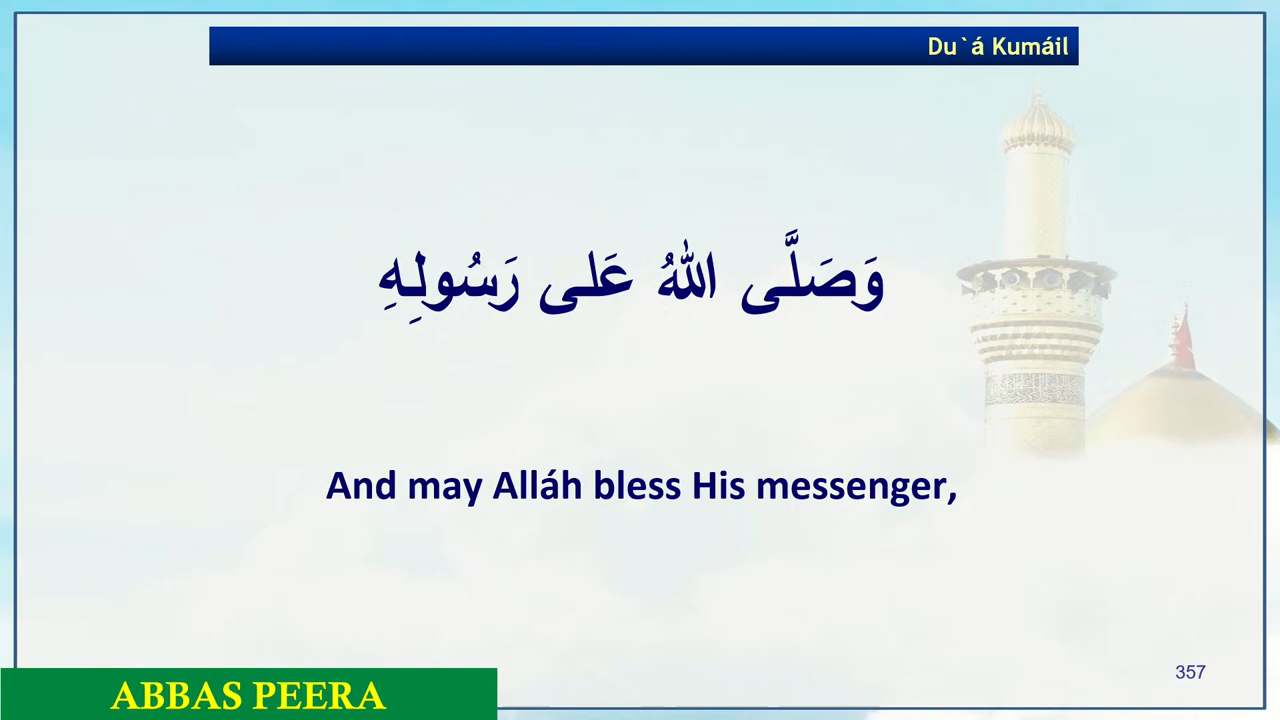 Du`á Kumáil
وَصَلَّى اللهُ عَلى رَسُولِهِ
And may Alláh bless His messenger,
357
ABBAS PEERA